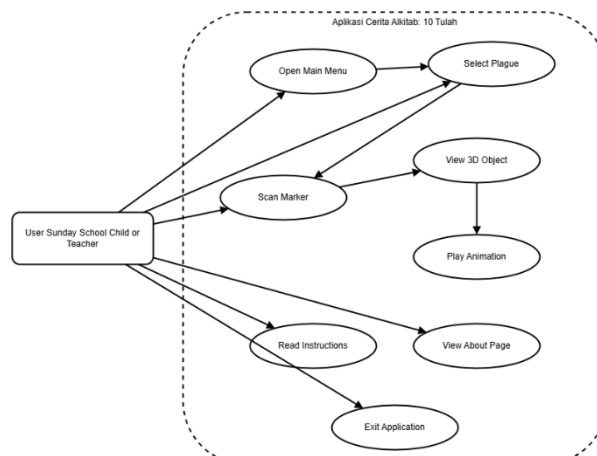 Aplikasi Cerita Alkitab: 10 Tulah
Open Main Menu
Select Plague
View 3D Object
Scan Marker
User Sunday School Child or
Teacher
Play Animation
Read Instructions
View About Page
Exit Application